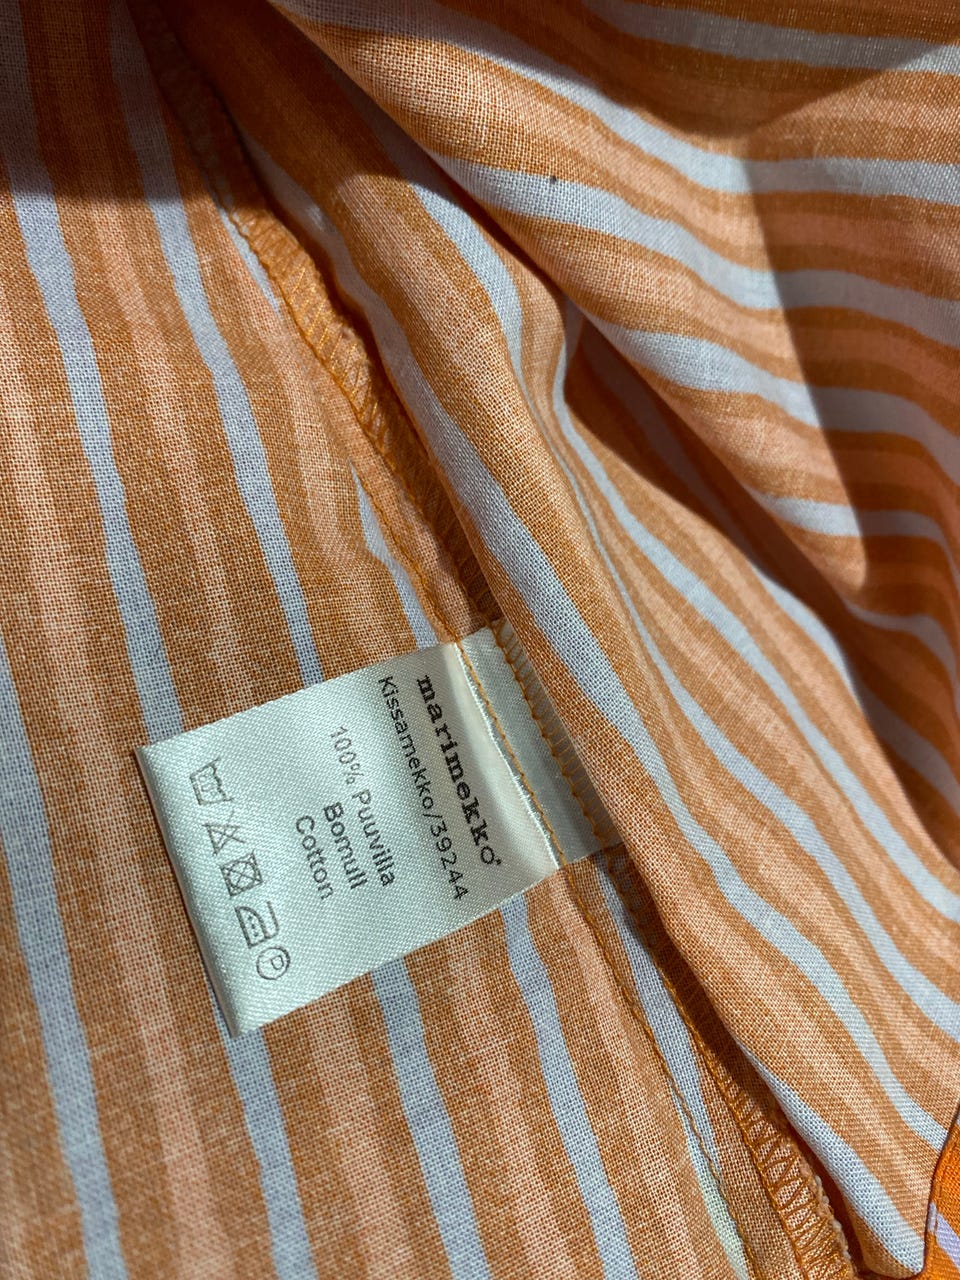 marimekko®
Kissamekko/39244
100% Puuvilla
Bomull
Cotton
P